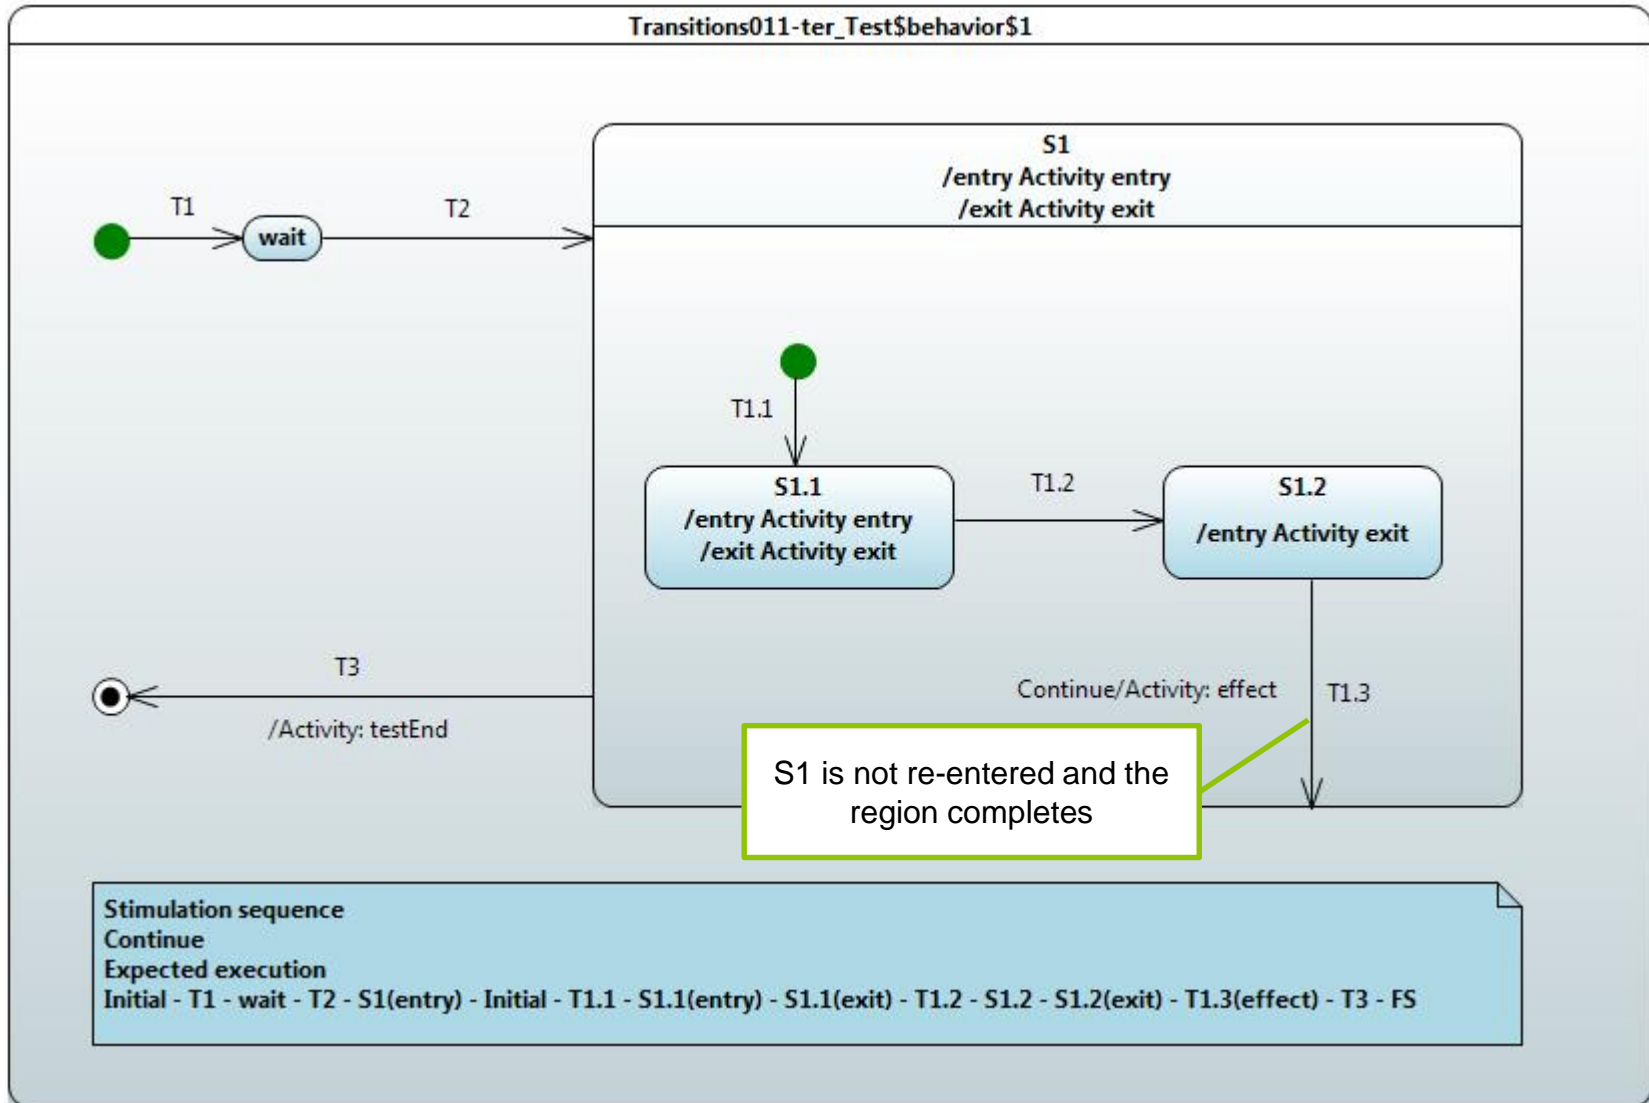 Transitions011-ter_Test$behavior$1
S1
/entry Activity entry
/exit Activity exit
T1
wait
T2
T1.1
S1.1
/entry Activity entry
/exit Activity exit
T1.2
S1.2
/entry Activity exit
T3
/Activity: testEnd
Continue/Activity: effect
T1.3
S1 is not re-entered and the
region completes
Stimulation sequence
Continue
Expected execution
Initial - T1 - wait - T2 - S1(entry) - Initial - T1.1 - S1.1(entry) - S1.1(exit) - T1.2 - S1.2 - S1.2(exit) - T1.3(effect) - T3 - FS